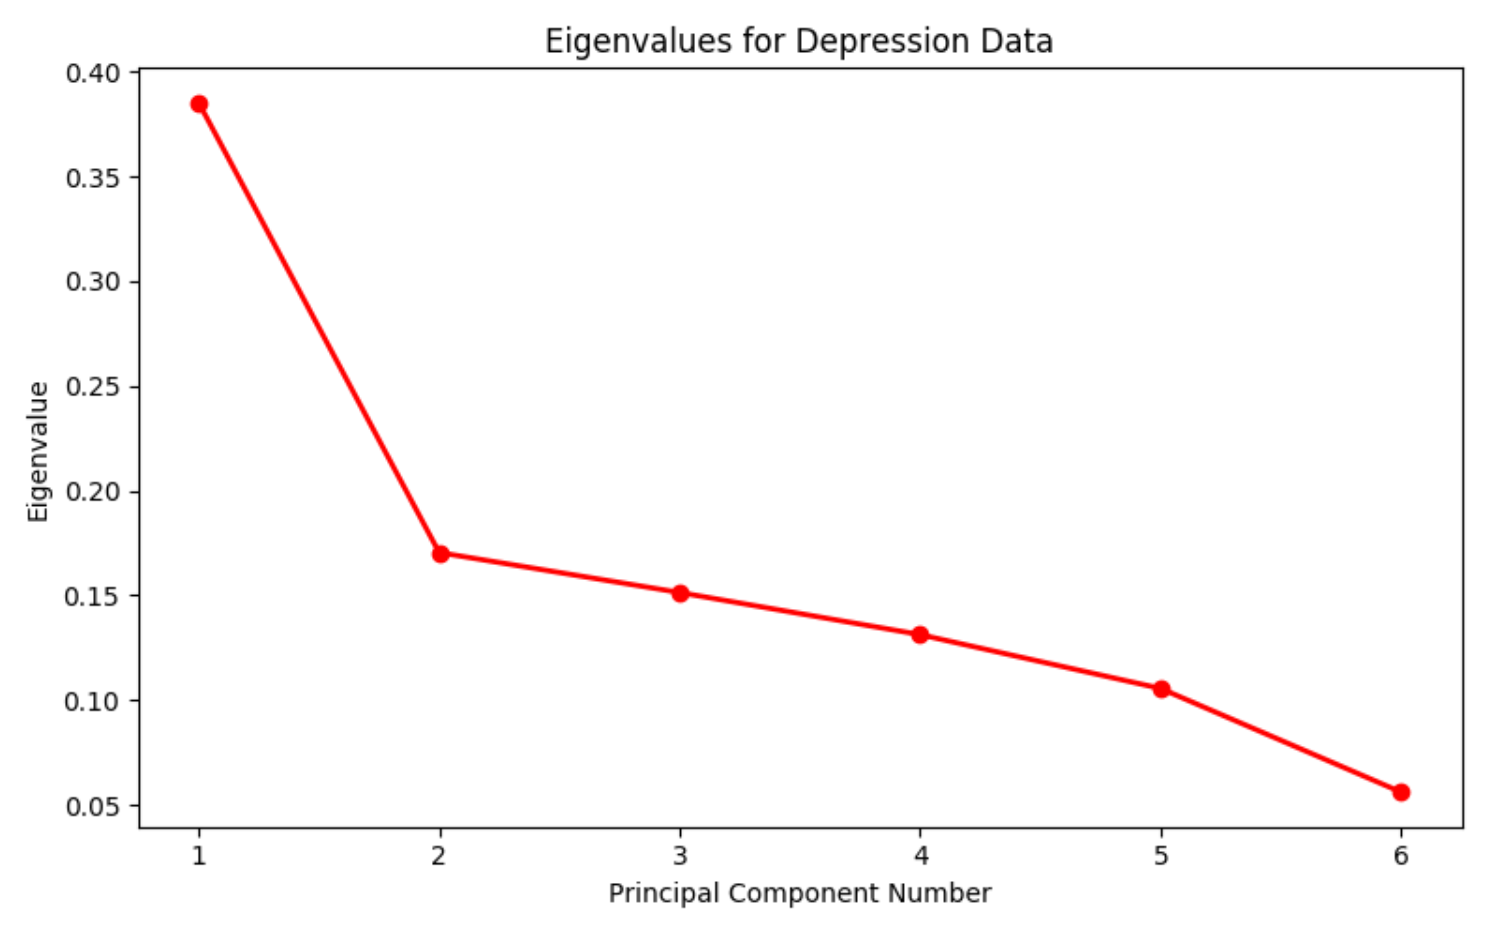 Eigenvalues for Depression Data
0.40
0.35
0.30
0.25
0.20
0.15
0.10
0.05
Eigenvalue
1 2 3 4 5 6
Principal Component Number